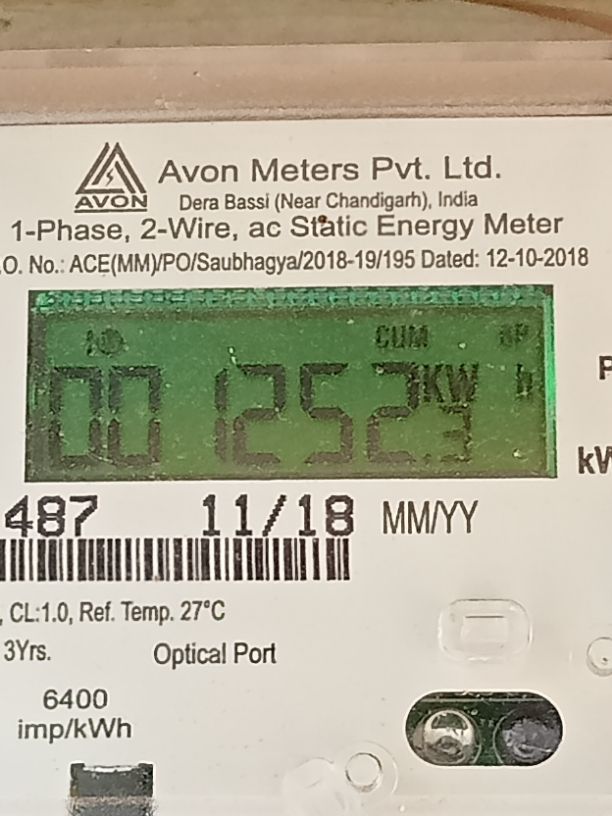 AVON
Avon Meters Pvt. Ltd.
Dera Bassi (Near Chandigarh), India
1-Phase, 2-Wire, ac Static Energy Meter
.O. No.: ACE(MM)/PO/Saubhagya/2018-19/195 Dated: 12-10-2018
CUM
001252.3 KW h
P
kW
487 11/18 MM/YY
, CL:1.0, Ref. Temp. 27°C
3Yrs. Optical Port
6400
imp/kWh